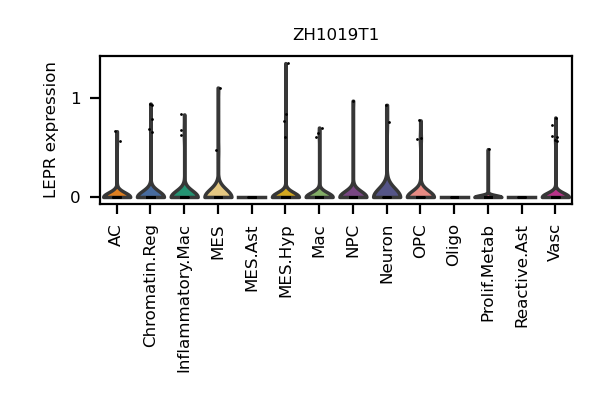 ZH1019T1
LEPR expression
1
0
AC
Chromatin.Reg
Inflammatory.Mac
MES
MES.Ast
MES.Hyp
Mac
NPC
Neuron
OPC
Oligo
Prolif.Metab
Reactive.Ast
Vasc